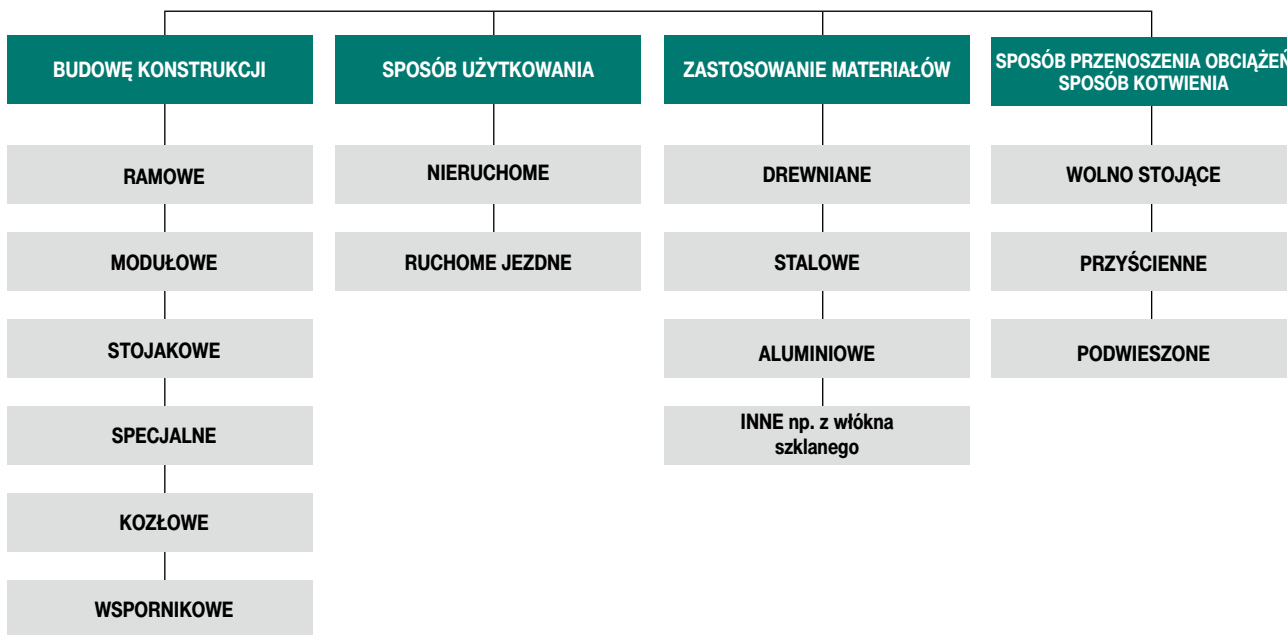 BUDOWĘ KONSTRUKCJI
RAMOWE
MODUŁOWE
STOJAKOWE
SPECJALNE
KOZŁOWE
WSPORNIKOWE
SPOSÓB UŻYTKOWANIA
NIERUCHOME
RUCHOME JEZDNE
ZASTOSOWANIE MATERIAŁÓW
DREWNIANE
STALOWE
ALUMINIOWE
INNE np. z włókna
szklanego
SPOSÓB PRZENOSZENIA OBCIĄŻEŃ
SPOSÓB KOTWIENIA
WOLNO STOJĄCE
PRZYŚCIENNE
PODWIESZONE